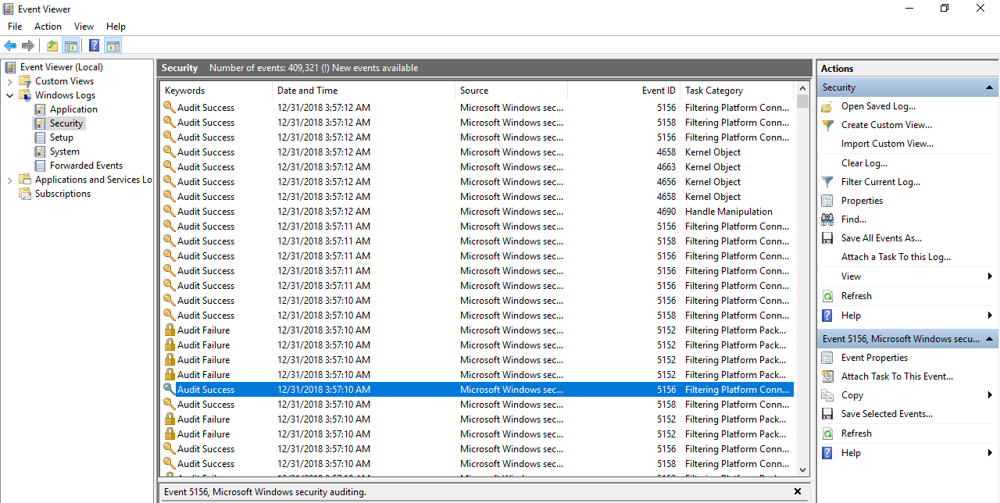 Event Viewer
File Action View Help
Event Viewer (Local)
Custom Views
Windows Logs
Application
Security
Setup
System
Forwarded Events
Applications and Services Lo
Subscriptions
Security Number of events: 409,321 (!) New events available
Keywords Date and Time Source Event ID Task Category
Audit Success 12/31/2018 3:57:12 AM Microsoft Windows sec... 5156 Filtering Platform Conn...
Audit Success 12/31/2018 3:57:12 AM Microsoft Windows sec... 5158 Filtering Platform Conn...
Audit Success 12/31/2018 3:57:12 AM Microsoft Windows sec... 5156 Filtering Platform Conn...
Audit Success 12/31/2018 3:57:12 AM Microsoft Windows sec... 4658 Kernel Object
Audit Success 12/31/2018 3:57:12 AM Microsoft Windows sec... 4663 Kernel Object
Audit Success 12/31/2018 3:57:12 AM Microsoft Windows sec... 4656 Kernel Object
Audit Success 12/31/2018 3:57:12 AM Microsoft Windows sec... 4658 Kernel Object
Audit Success 12/31/2018 3:57:12 AM Microsoft Windows sec... 4690 Handle Manipulation
Audit Success 12/31/2018 3:57:11 AM Microsoft Windows sec... 5156 Filtering Platform Conn...
Audit Success 12/31/2018 3:57:11 AM Microsoft Windows sec... 5158 Filtering Platform Conn...
Audit Success 12/31/2018 3:57:11 AM Microsoft Windows sec... 5156 Filtering Platform Conn...
Audit Success 12/31/2018 3:57:11 AM Microsoft Windows sec... 5158 Filtering Platform Conn...
Audit Success 12/31/2018 3:57:11 AM Microsoft Windows sec... 5156 Filtering Platform Conn...
Audit Success 12/31/2018 3:57:10 AM Microsoft Windows sec... 5156 Filtering Platform Conn...
Audit Success 12/31/2018 3:57:10 AM Microsoft Windows sec... 5158 Filtering Platform Conn...
Audit Failure 12/31/2018 3:57:10 AM Microsoft Windows sec... 5152 Filtering Platform Pack...
Audit Failure 12/31/2018 3:57:10 AM Microsoft Windows sec... 5152 Filtering Platform Pack...
Audit Failure 12/31/2018 3:57:10 AM Microsoft Windows sec... 5152 Filtering Platform Pack...
Audit Failure 12/31/2018 3:57:10 AM Microsoft Windows sec... 5152 Filtering Platform Pack...
Audit Success 12/31/2018 3:57:10 AM Microsoft Windows sec... 5156 Filtering Platform Conn...
Audit Success 12/31/2018 3:57:10 AM Microsoft Windows sec... 5158 Filtering Platform Conn...
Audit Failure 12/31/2018 3:57:10 AM Microsoft Windows sec... 5152 Filtering Platform Pack...
Audit Failure 12/31/2018 3:57:10 AM Microsoft Windows sec... 5152 Filtering Platform Pack...
Audit Success 12/31/2018 3:57:10 AM Microsoft Windows sec... 5156 Filtering Platform Conn...
Audit Success 12/31/2018 3:57:10 AM Microsoft Windows sec... 5158 Filtering Platform Conn...
Event 5156, Microsoft Windows security auditing.
Actions
Security
Open Saved Log...
Create Custom View...
Import Custom View...
Clear Log...
Filter Current Log...
Properties
Find...
Save All Events As...
Attach a Task To this Log...
View
Refresh
Help
Event 5156, Microsoft Windows secu...
Event Properties
Attach Task To This Event...
Copy
Save Selected Events...
Refresh
Help